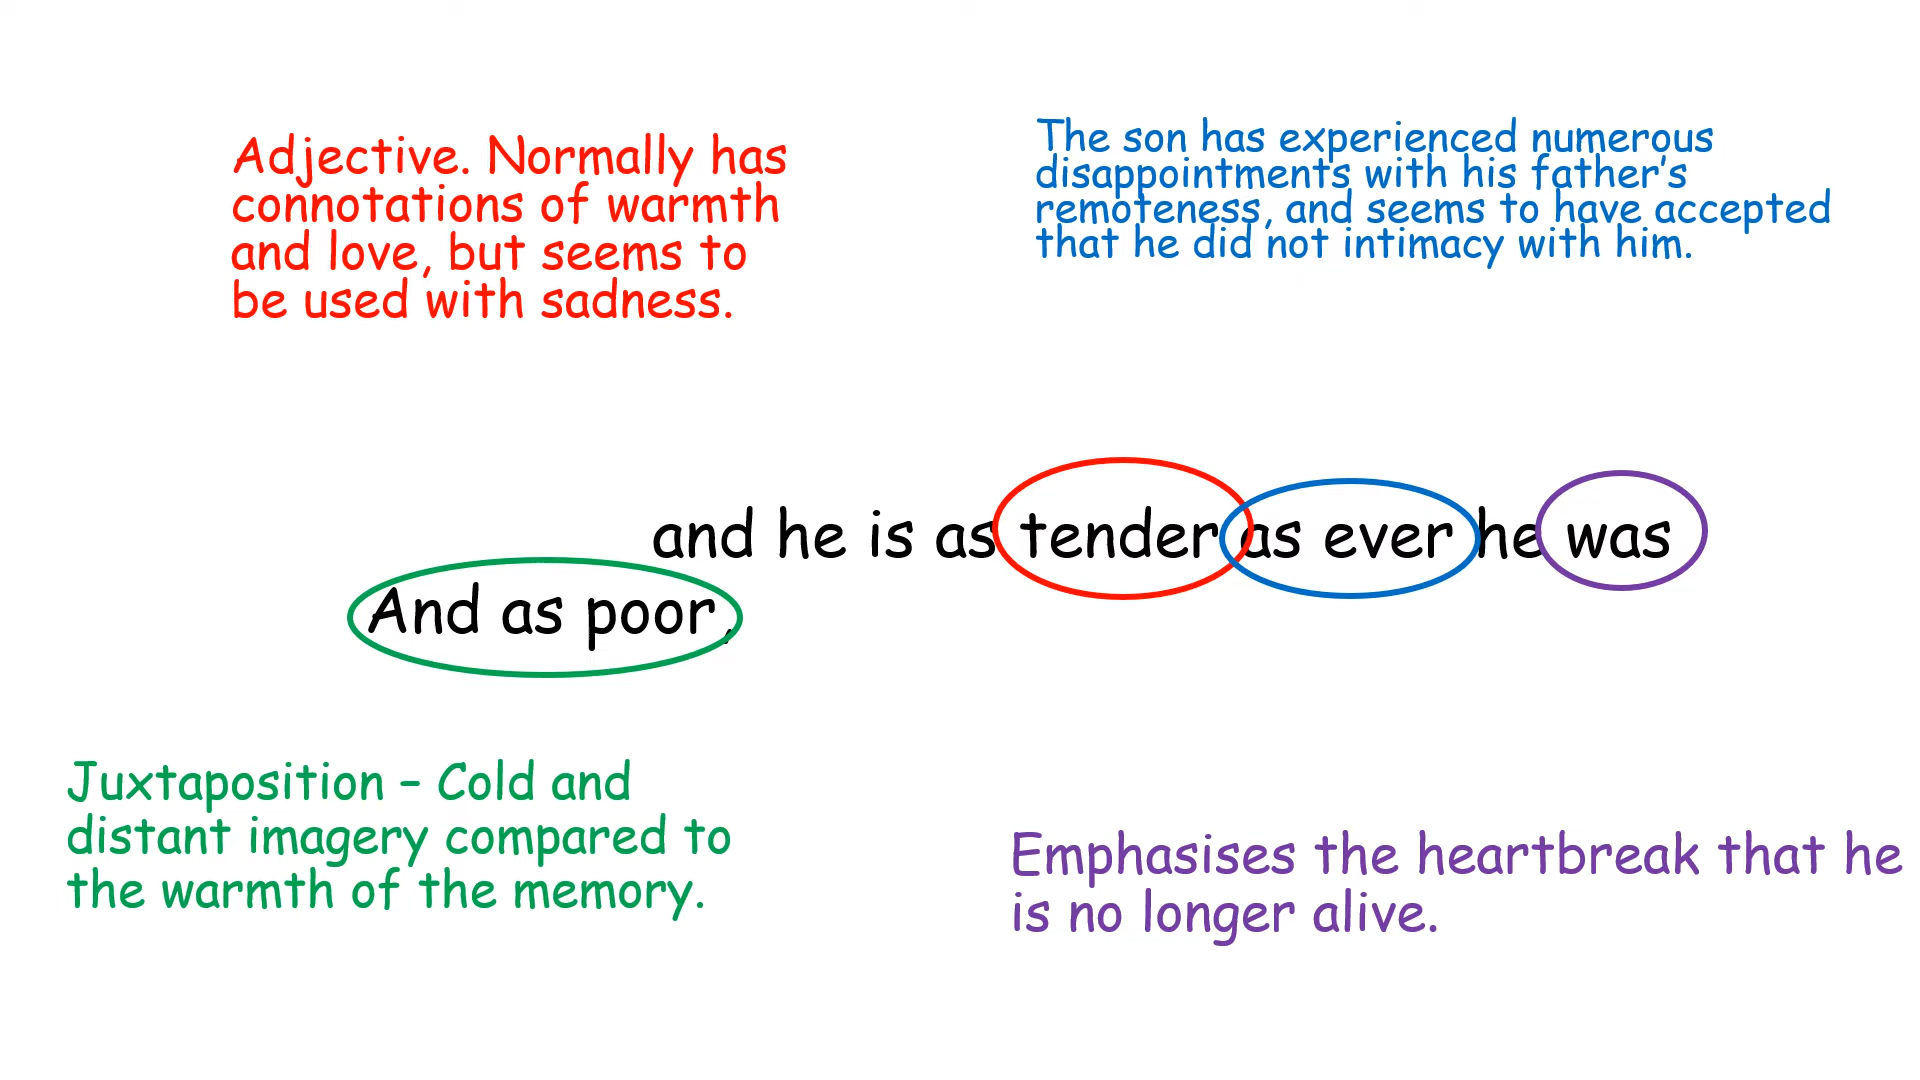 Adjective. Normally has
connotations of warmth
and love, but seems to
be used with sadness.
The son has experienced numerous
disappointments with his father’s
remoteness, and seems to have accepted
that he did not intimacy with him.
and he is as tender as ever he was
And as poor,
Juxtaposition – Cold and
distant imagery compared to
the warmth of the memory.
Emphasises the heartbreak that he
is no longer alive.